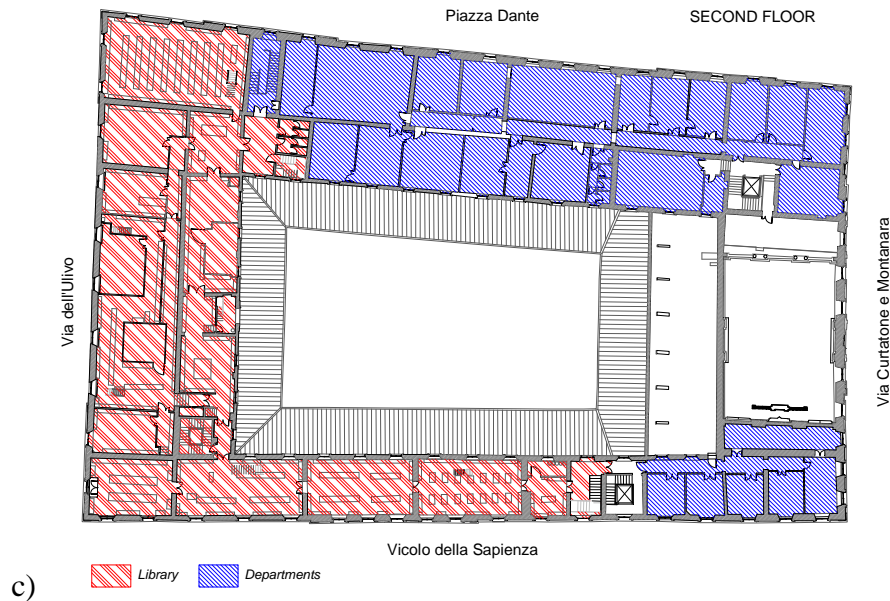 Piazza Dante
SECOND FLOOR
Via dell'Ulivo
Via Curtatone e Montanara
Vicolo della Sapienza
Library
Departments
c)